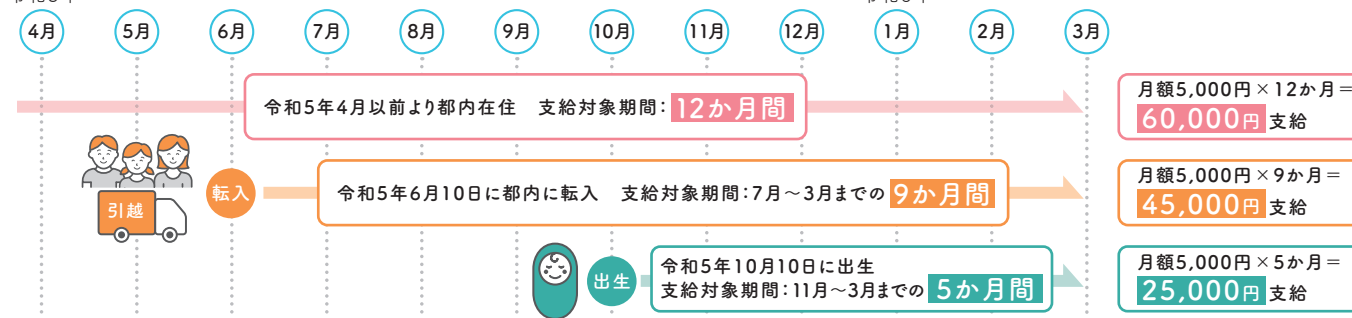 4月 5月 6月 7月 8月 9月 10月 11月 12月 1月 2月 3月
令和5年4月以前より都内在住 支給対象期間：12か月間
月額5,000円×12か月＝
60,000円 支給
引越
転入
令和5年6月10日に都内に転入 支給対象期間：7月～3月までの9か月間
月額5,000円×9か月＝
45,000円 支給
出生
令和5年10月10日に出生
支給対象期間：11月～3月までの 5か月間
月額5,000円×5か月＝
25,000円 支給